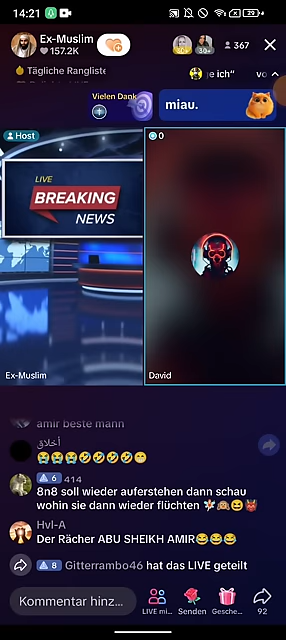 14:21
29
Ex-Muslim
157.2K
30+
367
Tägliche Rangliste
e ich“
vo
Vielen Dank
miau.
Host
0
LIVE
BREAKING
NEWS
Ex-Muslim
David
amir beste mann
أخلاق
😭😭😭🤣🤣🤣🤣😁
6 414
8n8 soll wieder auferstehen dann schau
wohin sie dann wieder flüchten 🧚🙈😆👹
Hvl-A
Der Rächer ABU SHEIKH AMIR😂😂😂
8 Gitterrambo46 hat das LIVE geteilt
Kommentar hinz...
LIVE mi...
Senden
Gesche...
92